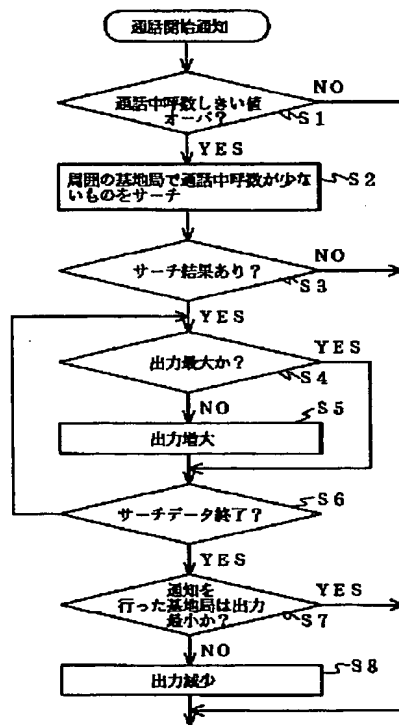 通話開始通知
NO
通話中呼数しきい値
オーバ?
S1
YES
周囲の基地局で通話中呼数が少な
いものをサーチ
S2
NO
サーチ結果あり?
S3
YES
出力最大か?
YES
S4
NO
S5
出力増大
S6
サーチデータ終了?
YES
通知を
行った基地局は出力
最小か?
YES
S7
NO
S8
出力減少